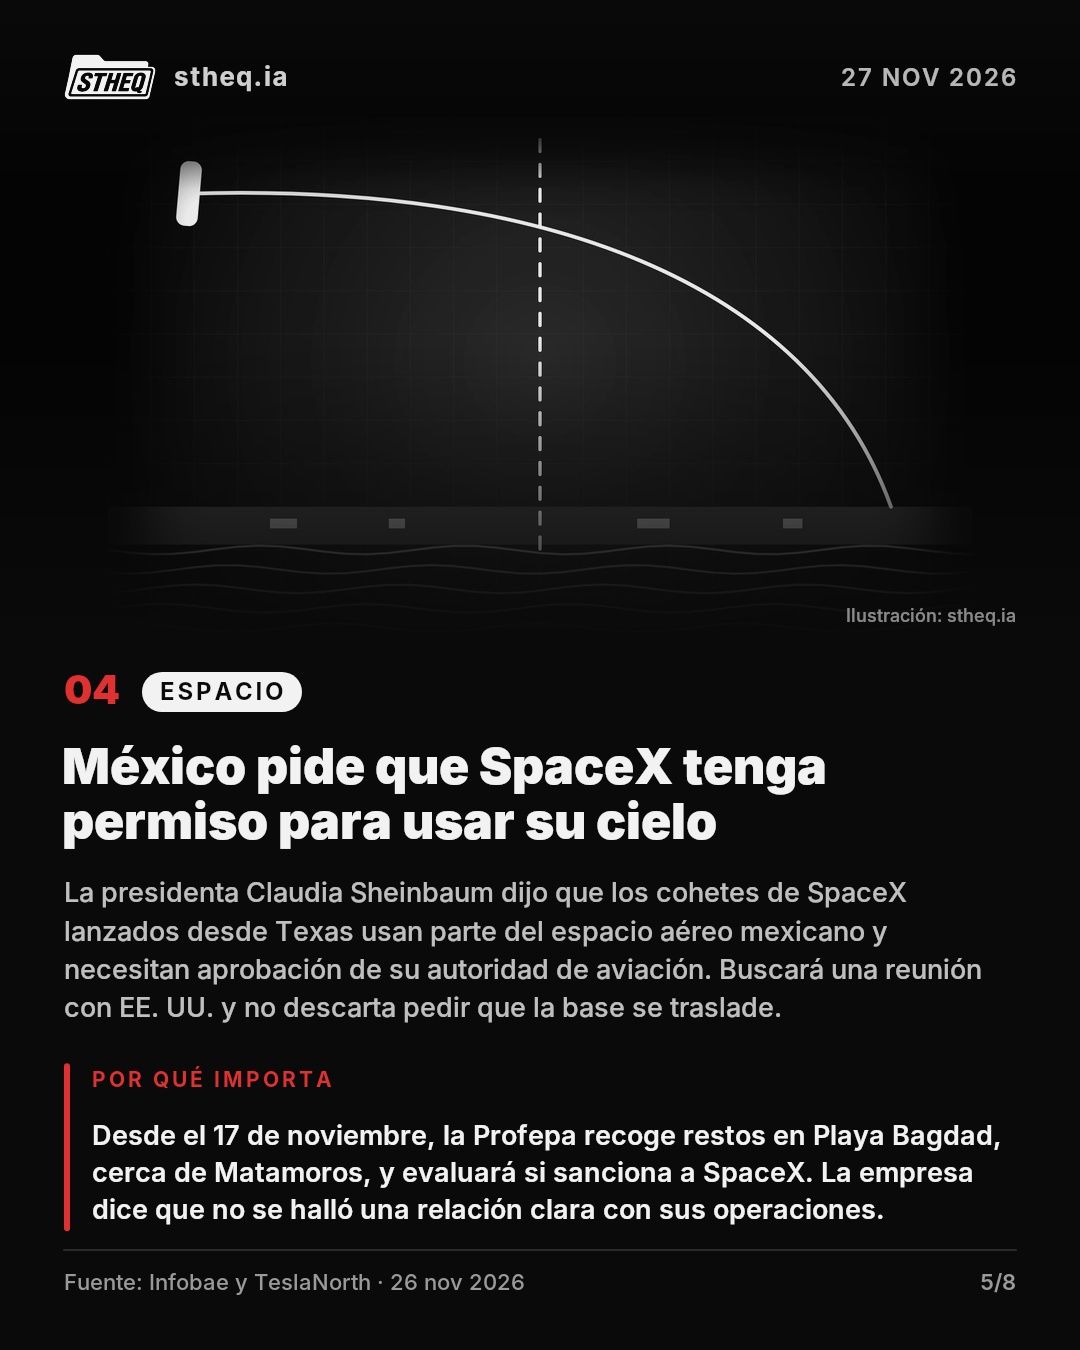 STHEQ
stheq.ia
27 NOV 2026
Ilustración: stheq.ia
04
ESPACIO
México pide que SpaceX tenga
permiso para usar su cielo
La presidenta Claudia Sheinbaum dijo que los cohetes de SpaceX
lanzados desde Texas usan parte del espacio aéreo mexicano y
necesitan aprobación de su autoridad de aviación. Buscará una reunión
con EE. UU. y no descarta pedir que la base se traslade.
POR QUÉ IMPORTA
Desde el 17 de noviembre, la Profepa recoge restos en Playa Bagdad,
cerca de Matamoros, y evaluará si sanciona a SpaceX. La empresa
dice que no se halló una relación clara con sus operaciones.
Fuente: Infobae y TeslaNorth · 26 nov 2026
5/8